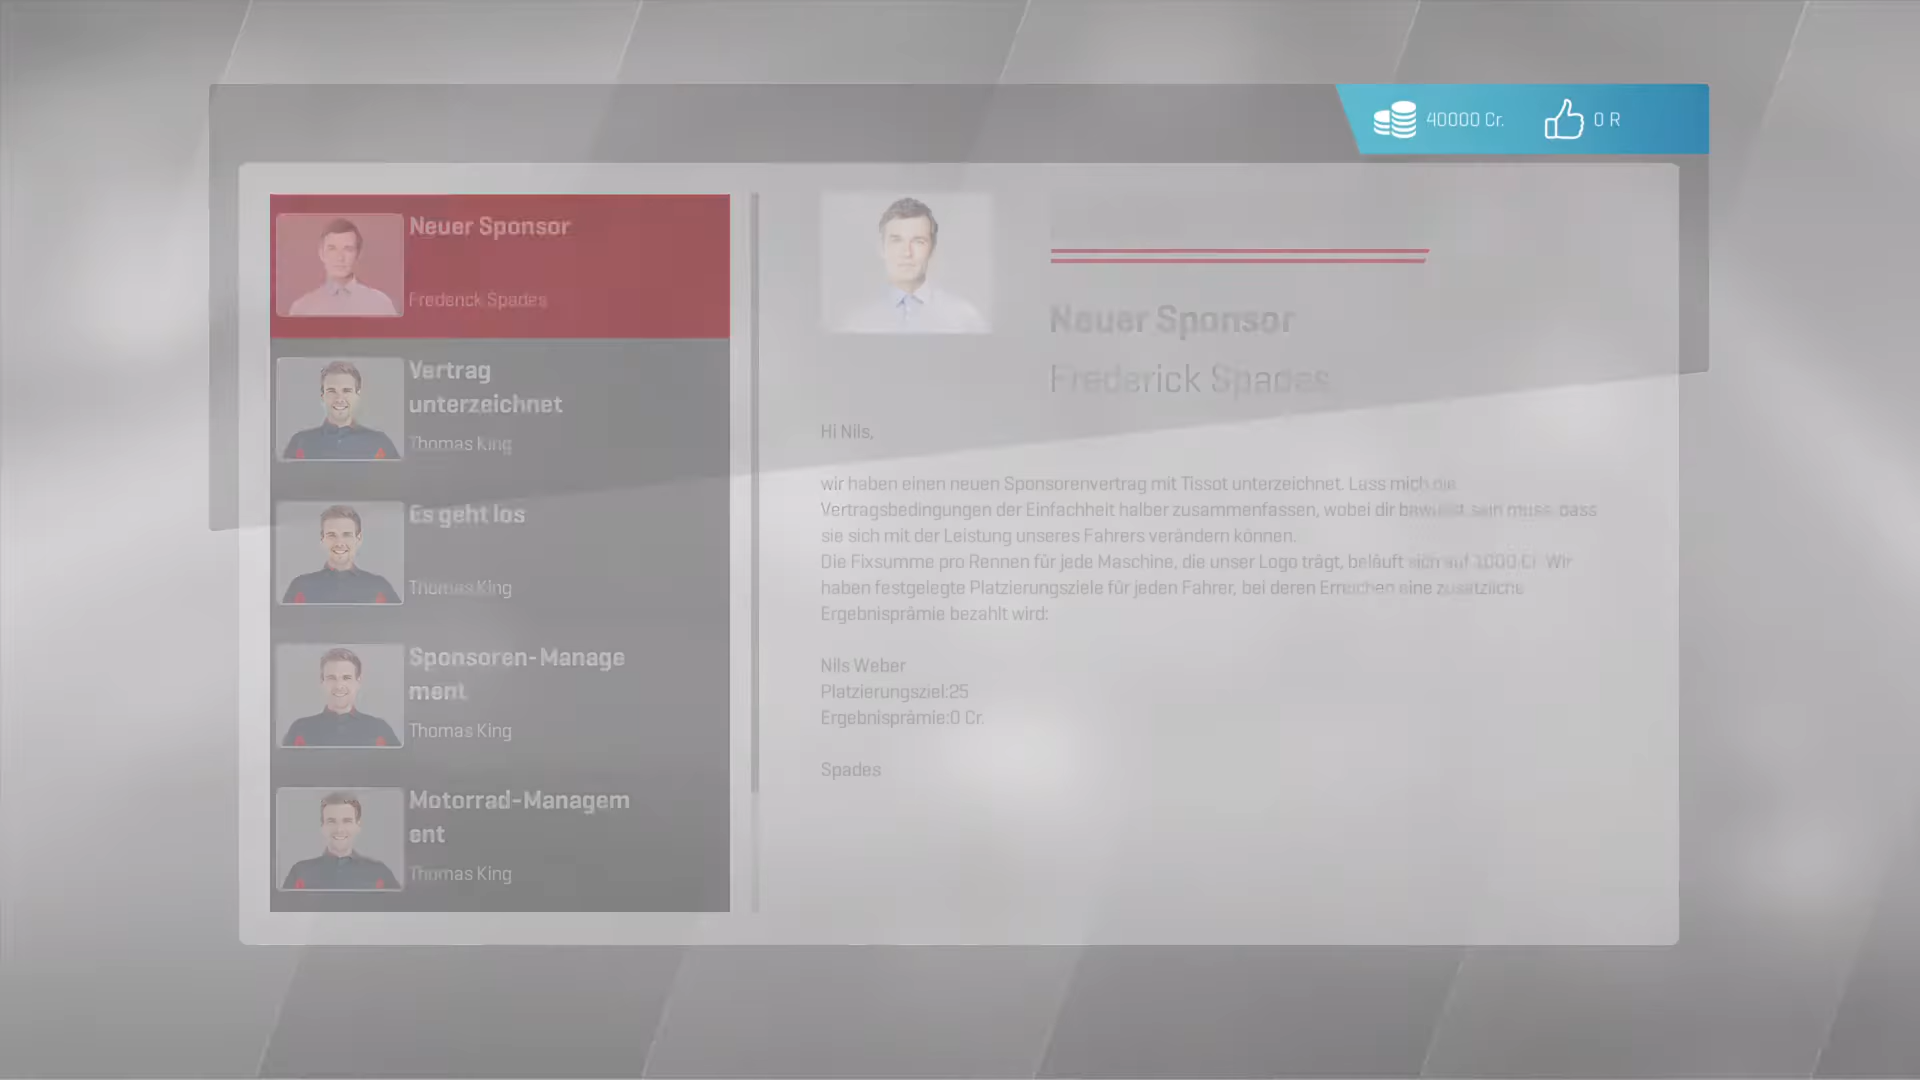 40000 Cr.
0 R
Neuer Sponsor
Frederick Spades
Vertrag
unterzeichnet
Thomas King
Es geht los
Thomas King
Sponsoren-Manage
ment
Thomas King
Motorrad-Managem
ent
Thomas King
Neuer Sponsor
Frederick Spades
Hi Nils,
wir haben einen neuen Sponsorenvertrag mit Tissot unterzeichnet. Lass mich die
Vertragsbedingungen der Einfachheit halber zusammenfassen, wobei dir bewusst sein muss, dass
sie sich mit der Leistung unseres Fahrers verändern können.
Die Fixsumme pro Rennen für jede Maschine, die unser Logo trägt, beläuft sich auf 1000 Cr. Wir
haben festgelegte Platzierungsziele für jeden Fahrer, bei deren Erreichen eine zusätzliche
Ergebnisprämie bezahlt wird:
Nils Weber
Platzierungsziel:25
Ergebnisprämie:0 Cr.
Spades